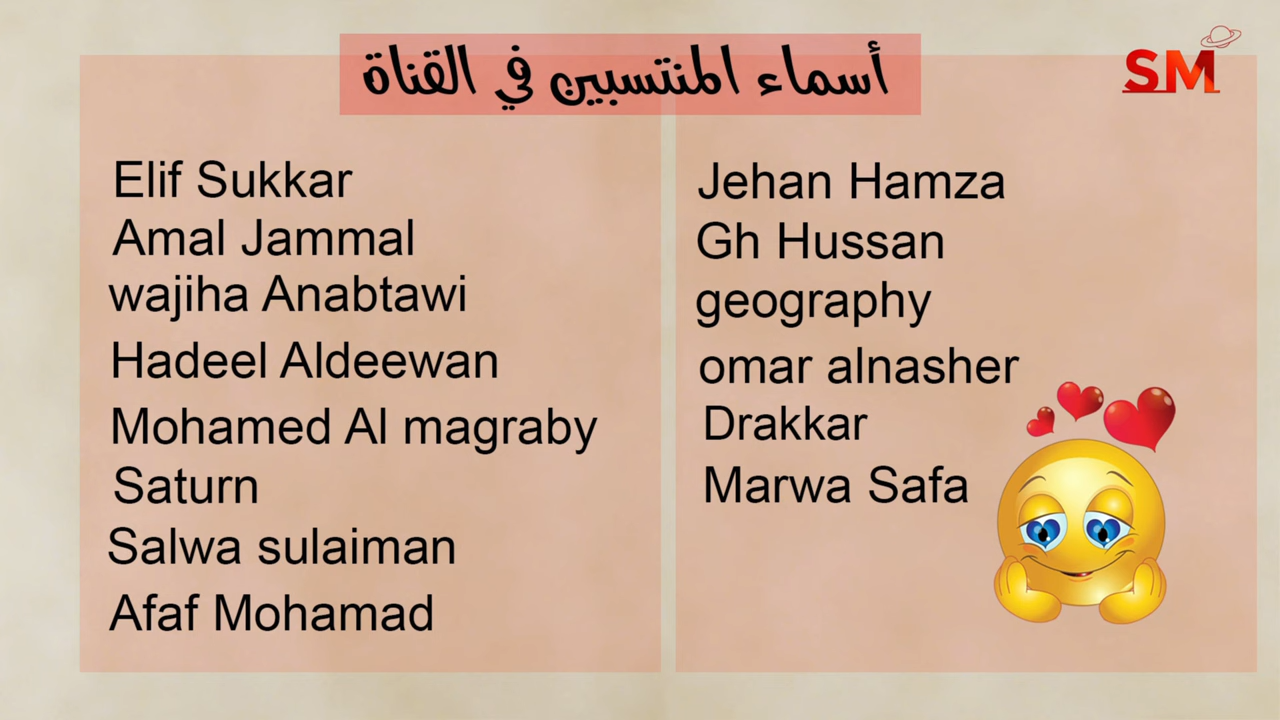 أسماء المنتسبين في القناة
SM
Elif Sukkar
Amal Jammal
wajiha Anabtawi
Hadeel Aldeewan
Mohamed Al magraby
Saturn
Salwa sulaiman
Afaf Mohamad
Jehan Hamza
Gh Hussan
geography
omar alnasher
Drakkar
Marwa Safa